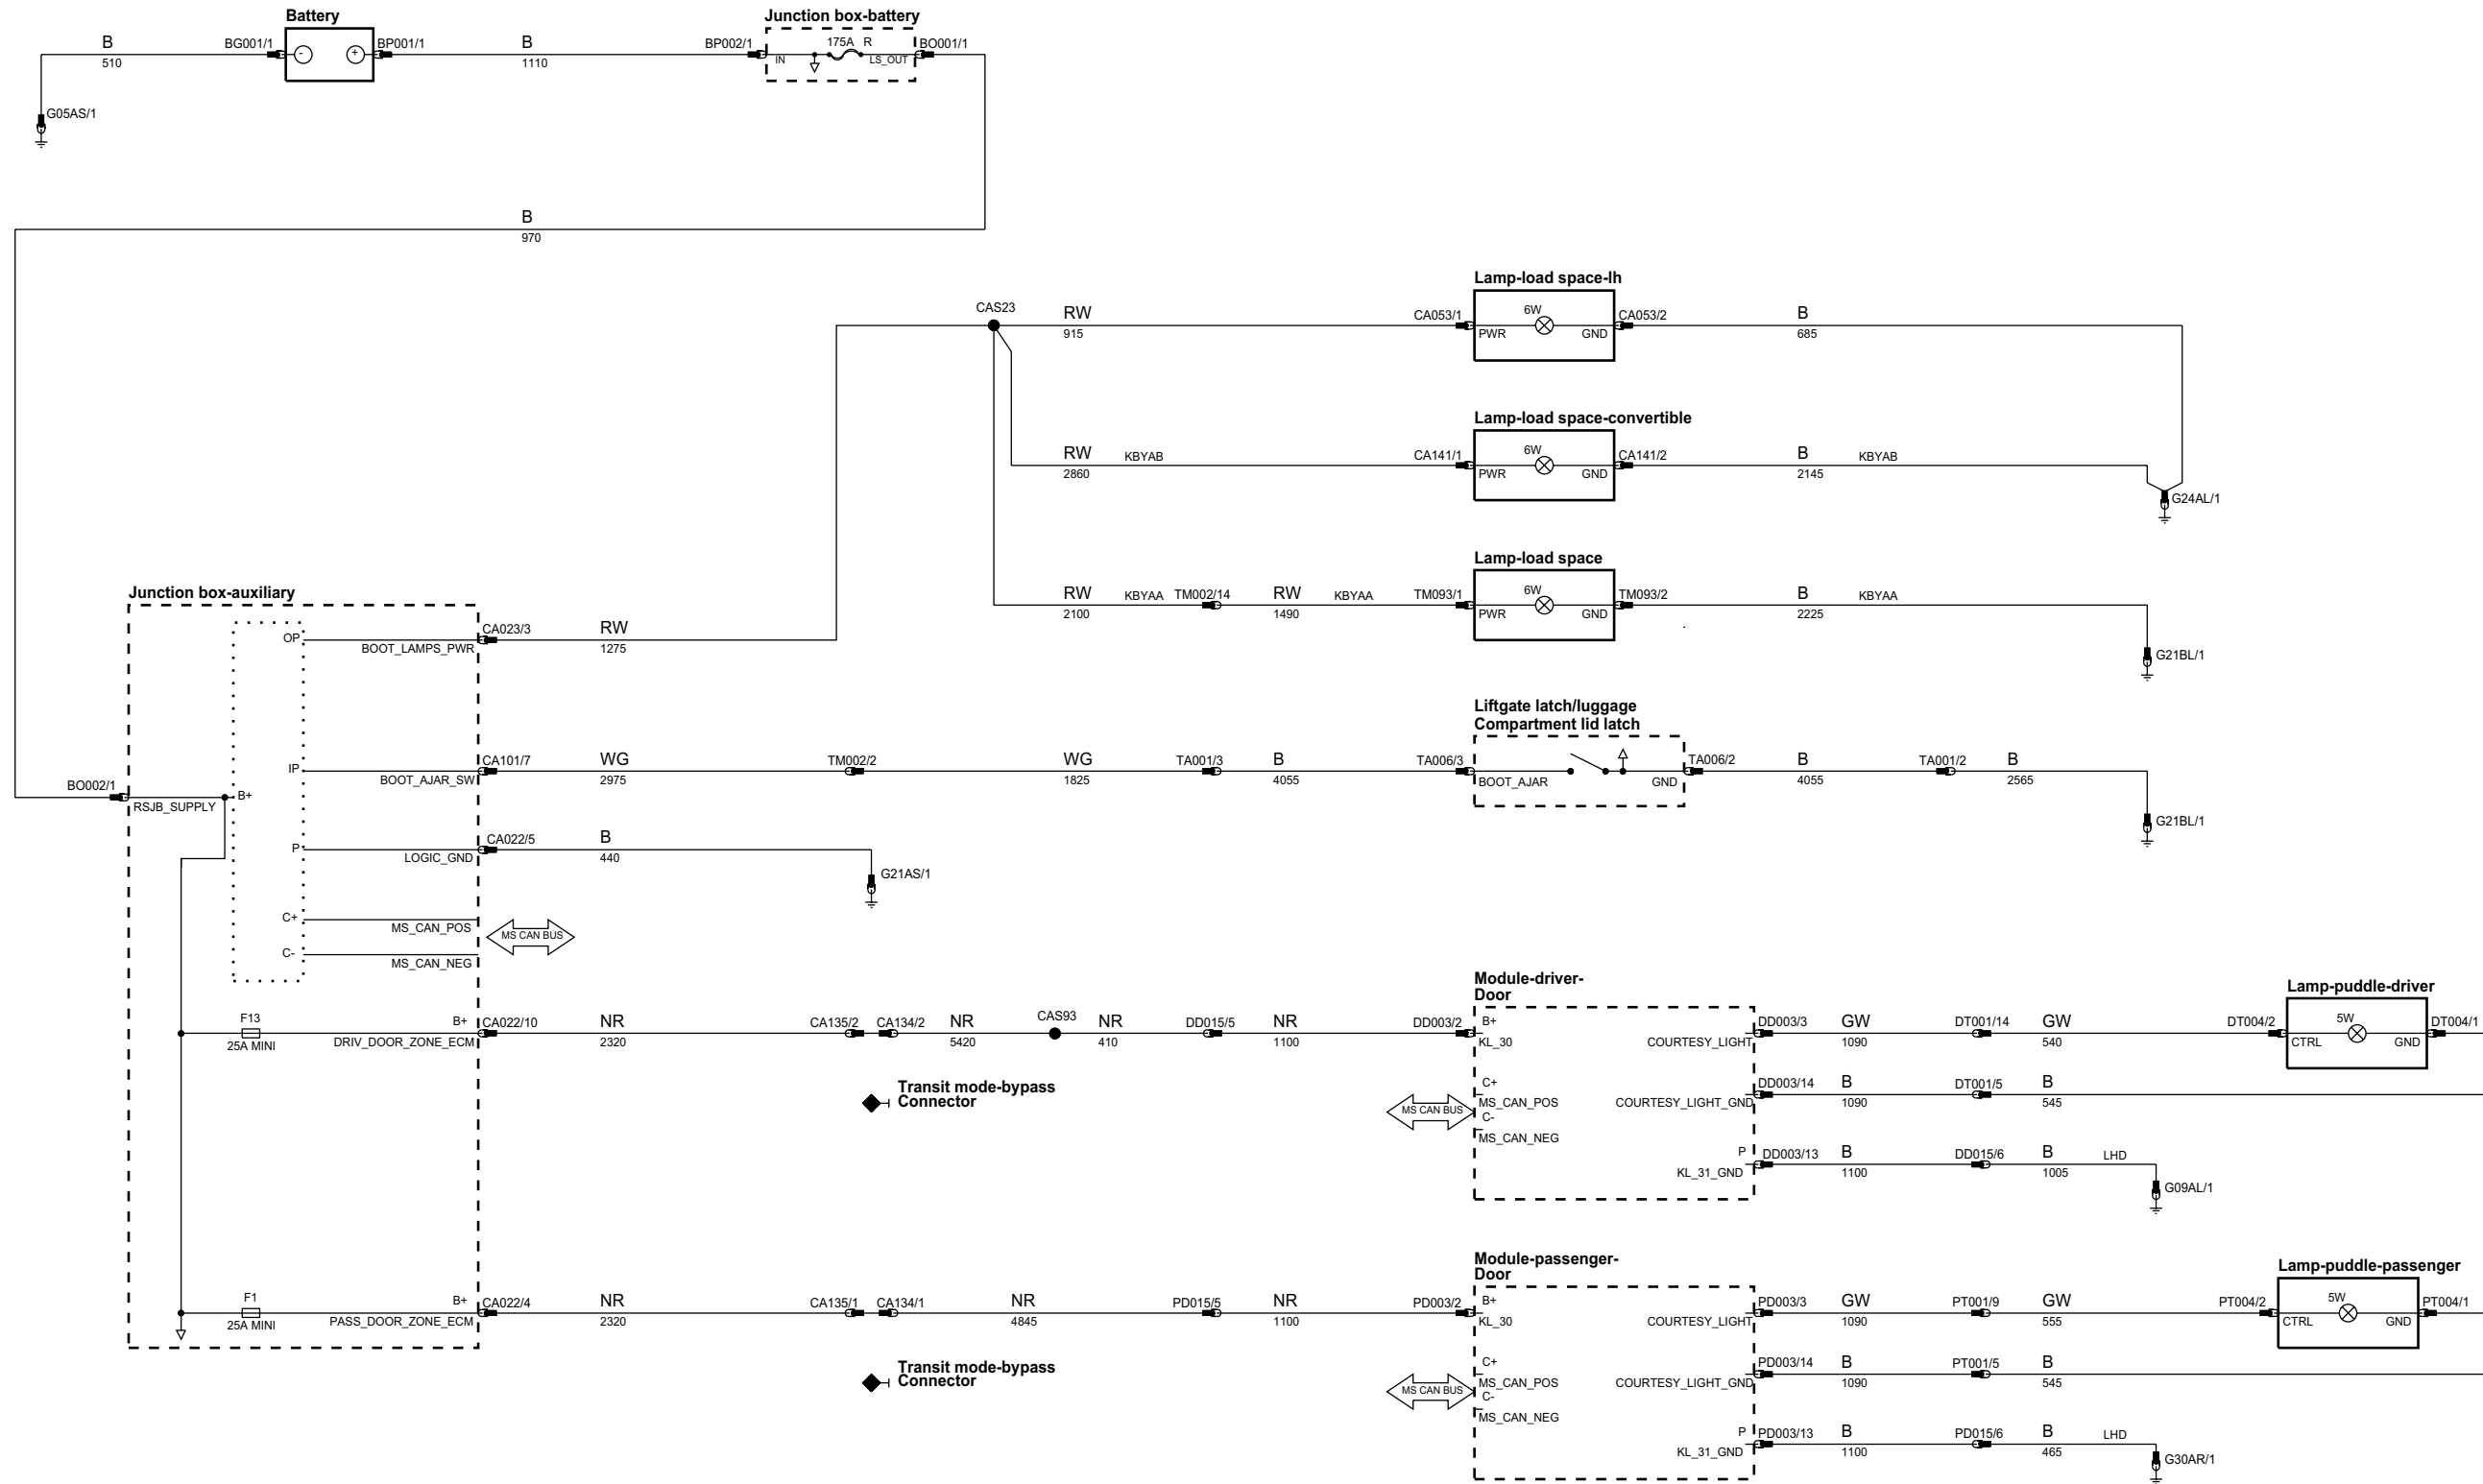 Battery
Junction box-battery
B
510
BG001/1
-
+
BP001/1
B
1110
BP002/1
175A R
IN
LS_OUT
BO001/1
G05AS/1
B
970
Lamp-load space-lh
CAS23
RW
915
CA053/1
6W
PWR
GND
CA053/2
B
685
Lamp-load space-convertible
RW
2860
KBYAB
CA141/1
6W
PWR
GND
CA141/2
B
2145
KBYAB
G24AL/1
Lamp-load space
RW
2100
KBYAA
TM002/14
RW
1490
KBYAA
TM093/1
6W
PWR
GND
TM093/2
B
2225
KBYAA
G21BL/1
Junction box-auxiliary
OP
BOOT_LAMPS_PWR
CA023/3
RW
1275
Liftgate latch/luggage
Compartment lid latch
IP
BOOT_AJAR_SW
CA101/7
WG
2975
TM002/2
WG
1825
TA001/3
B
4055
TA006/3
BOOT_AJAR
GND
TA006/2
B
4055
TA001/2
B
2565
G21BL/1
BO002/1
RSJB_SUPPLY
B+
P
LOGIC_GND
CA022/5
B
440
G21AS/1
C+
MS_CAN_POS
C-
MS_CAN_NEG
MS CAN BUS
Module-driver-
Door
Lamp-puddle-driver
F13
25A MINI
B+
DRIV_DOOR_ZONE_ECM
CA022/10
NR
2320
CA135/2
CA134/2
NR
5420
CAS93
NR
410
DD015/5
NR
1100
DD003/2
B+
KL_30
COURTESY_LIGHT
DD003/3
GW
1090
DT001/14
GW
540
DT004/2
5W
CTRL
GND
DT004/1
Transit mode-bypass
Connector
MS CAN BUS
C+
MS_CAN_POS
C-
MS_CAN_NEG
COURTESY_LIGHT_GND
DD003/14
B
1090
DT001/5
B
545
P
KL_31_GND
DD003/13
B
1100
DD015/6
B
1005
LHD
G09AL/1
Module-passenger-
Door
Lamp-puddle-passenger
F1
25A MINI
B+
PASS_DOOR_ZONE_ECM
CA022/4
NR
2320
CA135/1
CA134/1
NR
4845
PD015/5
NR
1100
PD003/2
B+
KL_30
COURTESY_LIGHT
PD003/3
GW
1090
PT001/9
GW
555
PT004/2
5W
CTRL
GND
PT004/1
Transit mode-bypass
Connector
MS CAN BUS
C+
MS_CAN_POS
C-
MS_CAN_NEG
COURTESY_LIGHT_GND
PD003/14
B
1090
PT001/5
B
545
P
KL_31_GND
PD003/13
B
1100
PD015/6
B
465
LHD
G30AR/1